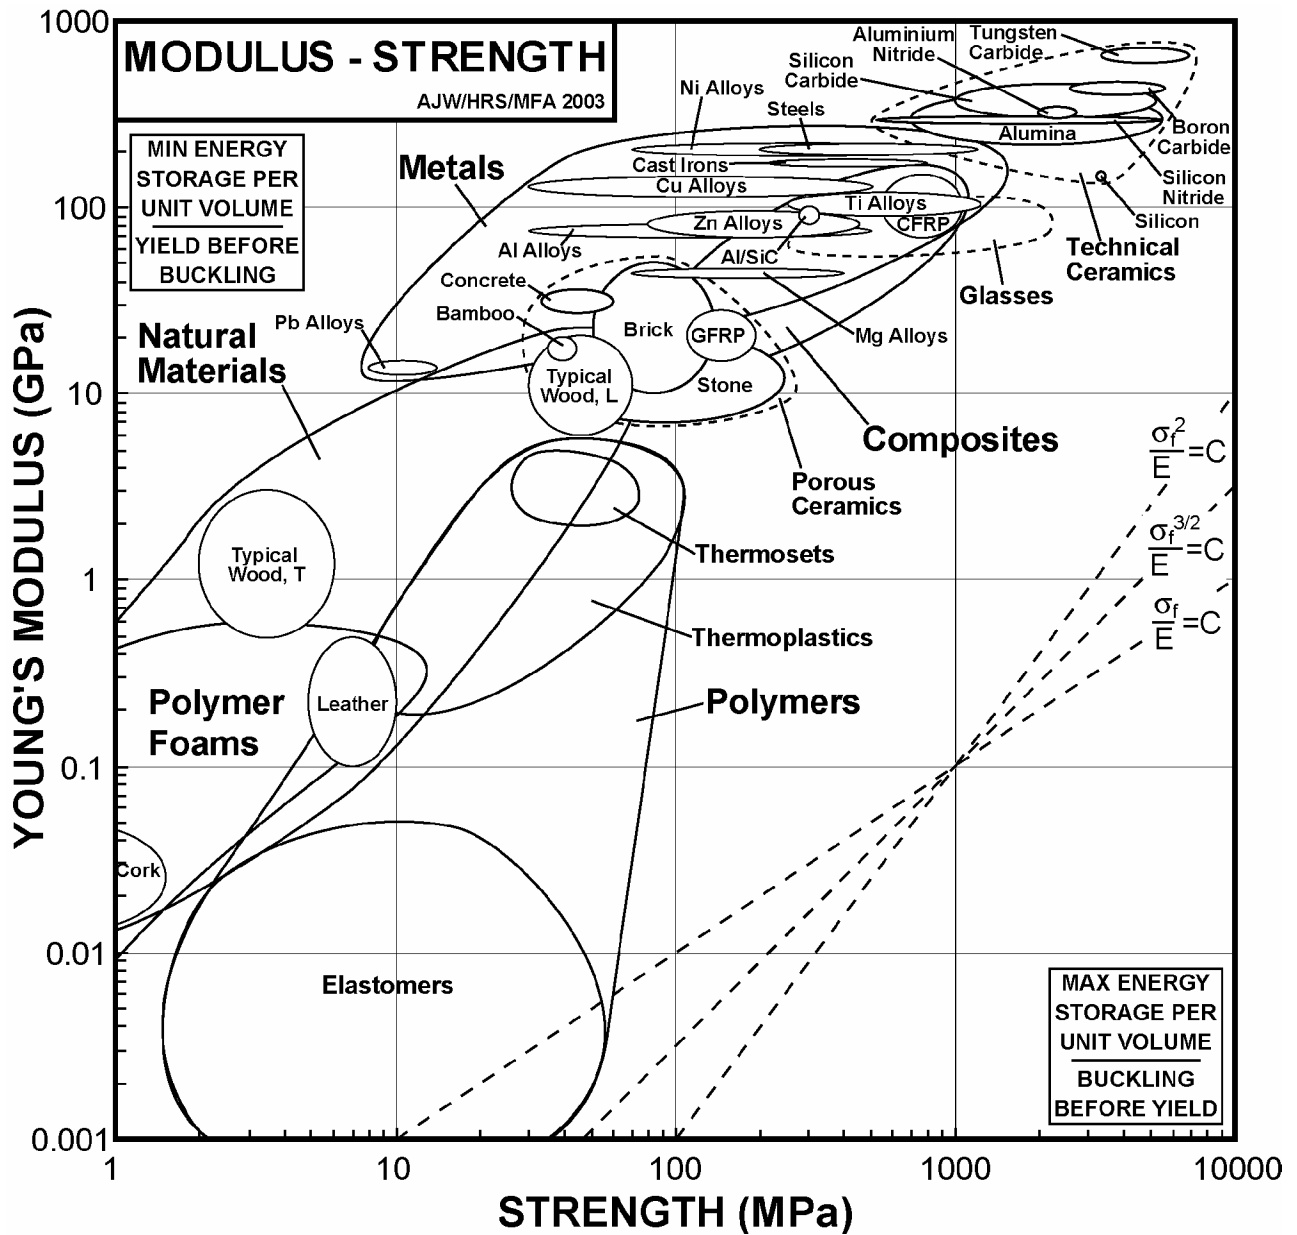 1000
MODULUS - STRENGTH
AJW/HRS/MFA 2003
MIN ENERGY
STORAGE PER
UNIT VOLUME
YIELD BEFORE
BUCKLING
Aluminium
Nitride
Tungsten
Carbide
Silicon
Carbide
Ni Alloys
Steels
Alumina
Boron
Carbide
Cast Irons
Metals
Cu Alloys
Silicon
Nitride
100
Ti Alloys
Zn Alloys
CFRP
Silicon
Al Alloys
Al/SiC
Technical
Ceramics
Concrete
Glasses
Bamboo
Pb Alloys
Natural
Materials
Brick
GFRP
Mg Alloys
Typical
Wood, L
Stone
10
Composites
σf²/E=C
Porous
Ceramics
σf^3/2/E=C
Thermosets
Typical
Wood, T
1
σf/E=C
Thermoplastics
Polymer
Foams
Leather
Polymers
0.1
Cork
0.01
Elastomers
MAX ENERGY
STORAGE PER
UNIT VOLUME
BUCKLING
BEFORE YIELD
0.001
1 10 100 1000 10000
STRENGTH (MPa)
YOUNG'S MODULUS (GPa)